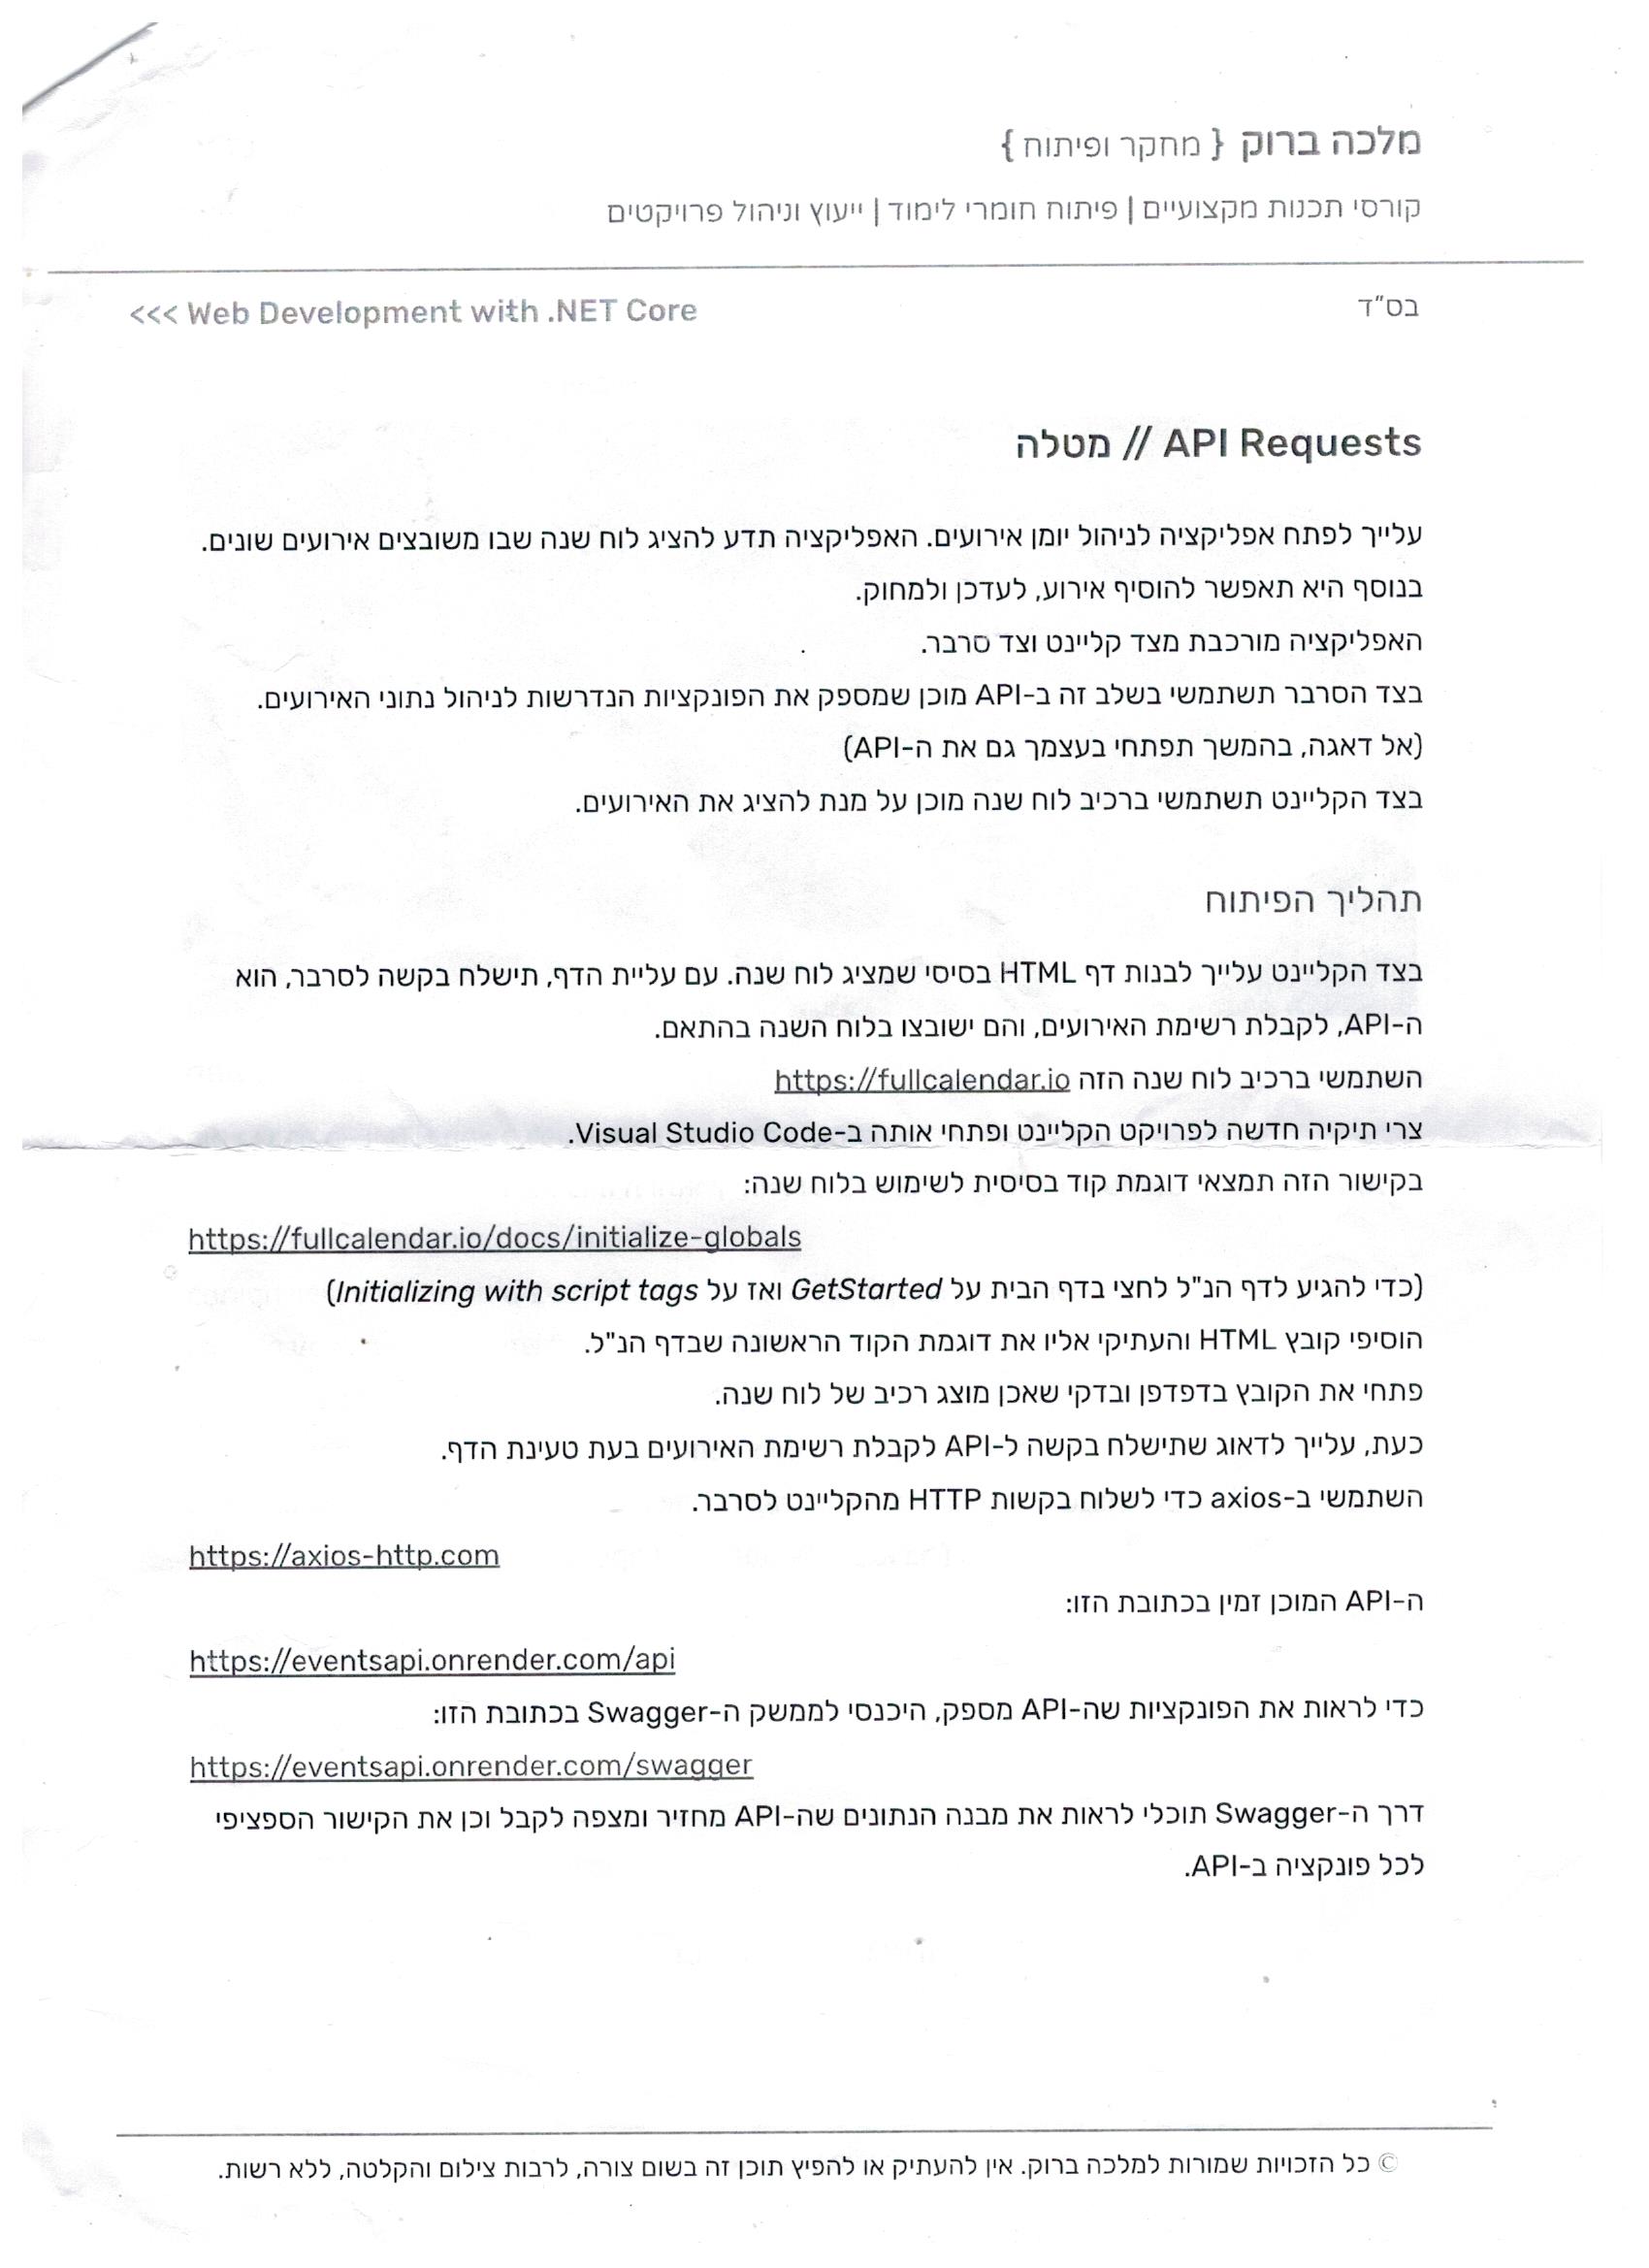 מלכה ברוק { מחקר ופיתוח }
קורסי תכנות מקצועיים | פיתוח חומרי לימוד | ייעוץ וניהול פרויקטים
בס"ד
<<< Web Development with .NET Core
API Requests // מטלה
עלייך לפתח אפליקציה לניהול יומן אירועים. האפליקציה תדע להציג לוח שנה שבו משובצים אירועים שונים.
בנוסף היא תאפשר להוסיף אירוע, לעדכן ולמחוק.
האפליקציה מורכבת מצד קליינט וצד סרבר.
בצד הסרבר תשתמשי בשלב זה ב-API מוכן שמספק את הפונקציות הנדרשות לניהול נתוני האירועים.
(אל דאגה, בהמשך תפתחי בעצמך גם את ה-API)
בצד הקליינט תשתמשי ברכיב לוח שנה מוכן על מנת להציג את האירועים.
תהליך הפיתוח
בצד הקליינט עלייך לבנות דף HTML בסיסי שמציג לוח שנה. עם עליית הדף, תישלח בקשה לסרבר, הוא
ה-API, לקבלת רשימת האירועים, והם ישובצו בלוח השנה בהתאם.
השתמשי ברכיב לוח שנה הזה https://fullcalendar.io
צרי תיקיה חדשה לפרויקט הקליינט ופתחי אותה ב-Visual Studio Code.
בקישור הזה תמצאי דוגמת קוד בסיסית לשימוש בלוח שנה:
https://fullcalendar.io/docs/initialize-globals
(כדי להגיע לדף הנ"ל לחצי בדף הבית על GetStarted ואז על Initializing with script tags)
הוסיפי קובץ HTML והעתיקי אליו את דוגמת הקוד הראשונה שבדף הנ"ל.
פתחי את הקובץ בדפדפן ובדקי שאכן מוצג רכיב של לוח שנה.
כעת, עלייך לדאוג שתישלח בקשה ל-API לקבלת רשימת האירועים בעת טעינת הדף.
השתמשי ב-axios כדי לשלוח בקשות HTTP מהקליינט לסרבר.
https://axios-http.com
ה-API המוכן זמין בכתובת הזו:
https://eventsapi.onrender.com/api
כדי לראות את הפונקציות שה-API מספק, היכנסי לממשק ה-Swagger בכתובת הזו:
https://eventsapi.onrender.com/swagger
דרך ה-Swagger תוכלי לראות את מבנה הנתונים שה-API מחזיר ומצפה לקבל וכן את הקישור הספציפי
לכל פונקציה ב-API.
© כל הזכויות שמורות למלכה ברוק. אין להעתיק או להפיץ תוכן זה בשום צורה, לרבות צילום והקלטה, ללא רשות.